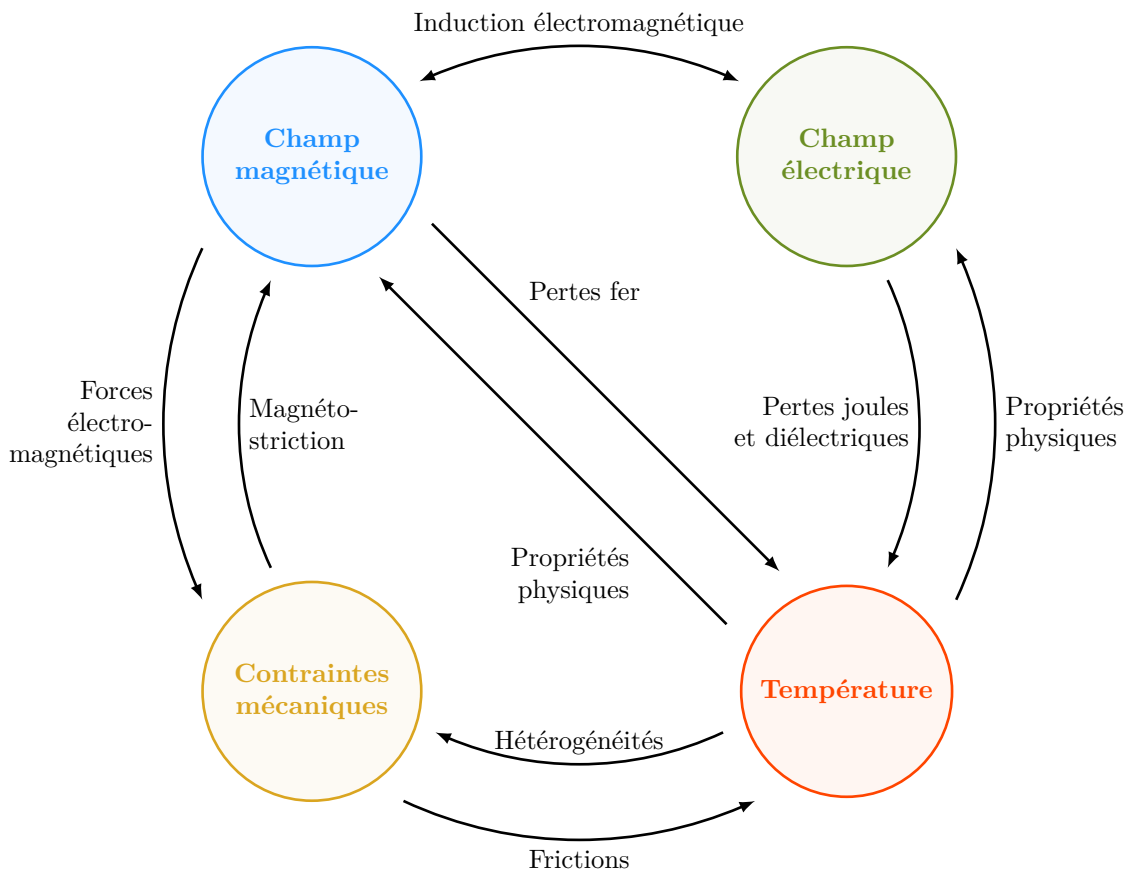 Induction électromagnétique
Champ
magnétique
Champ
électrique
Pertes fer
Forces
électro-
magnétiques
Magnéto-
striction
Pertes joules
et diélectriques
Propriétés
physiques
Propriétés
physiques
Contraintes
mécaniques
Température
Hétérogénéités
Frictions